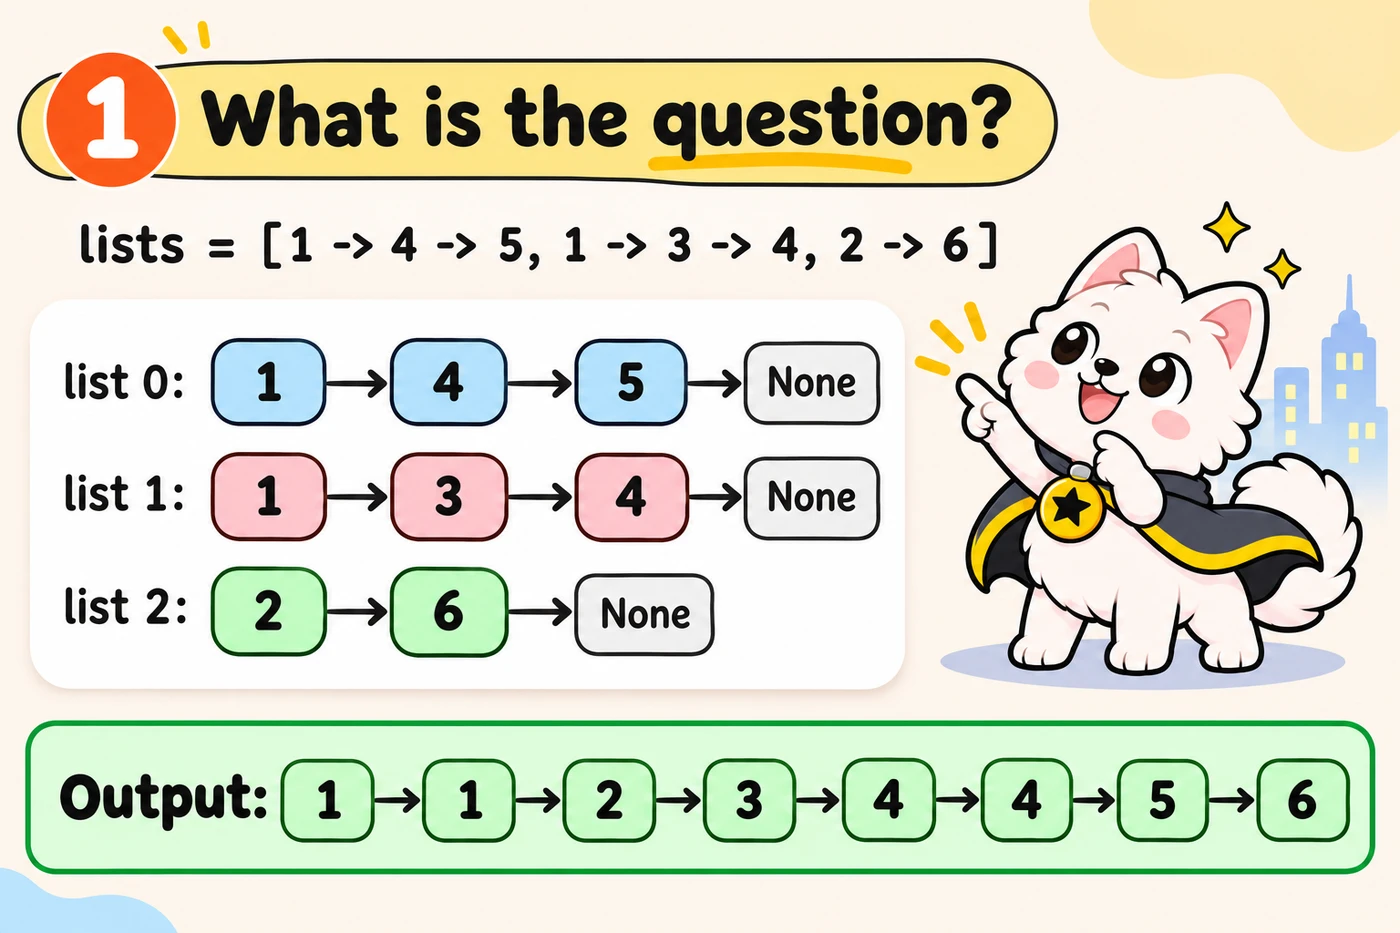 1 What is the question?
lists = [1 -> 4 -> 5, 1 -> 3 -> 4, 2 -> 6]
list 0: 1 4 5 None
list 1: 1 3 4 None
list 2: 2 6 None
Output: 1 1 2 3 4 4 5 6